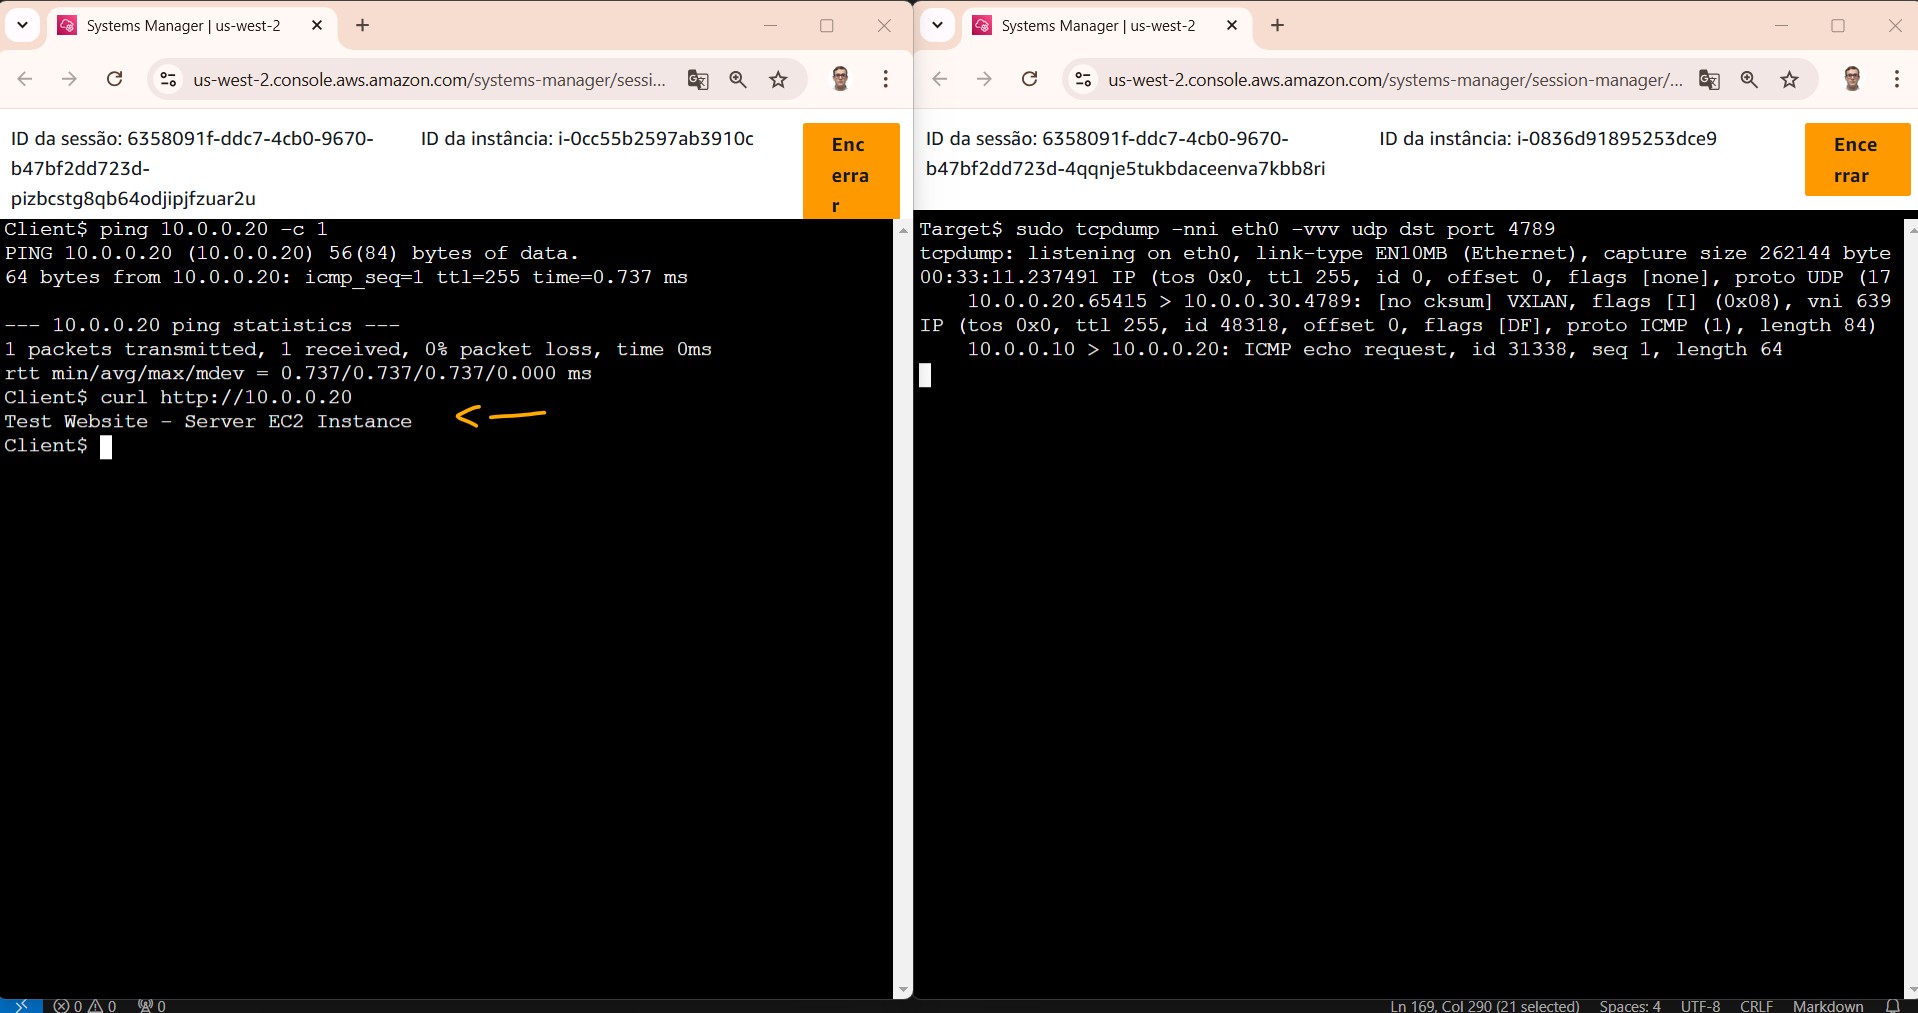 Systems Manager | us-west-2
us-west-2.console.aws.amazon.com/systems-manager/sessi...
ID da sessão: 6358091f-ddc7-4cb0-9670-
b47bf2dd723d-
pizbcstg8qb64odjipjfzuar2u
ID da instância: i-0cc55b2597ab3910c
Enc
erra
r
Client$ ping 10.0.0.20 -c 1
PING 10.0.0.20 (10.0.0.20) 56(84) bytes of data.
64 bytes from 10.0.0.20: icmp_seq=1 ttl=255 time=0.737 ms
--- 10.0.0.20 ping statistics ---
1 packets transmitted, 1 received, 0% packet loss, time 0ms
rtt min/avg/max/mdev = 0.737/0.737/0.737/0.000 ms
Client$ curl http://10.0.0.20
Test Website - Server EC2 Instance
Client$
Systems Manager | us-west-2
us-west-2.console.aws.amazon.com/systems-manager/session-manager/...
ID da sessão: 6358091f-ddc7-4cb0-9670-
b47bf2dd723d-4qqnje5tukbdaceenva7kbb8ri
ID da instância: i-0836d91895253dce9
Ence
rrar
Target$ sudo tcpdump -nni eth0 -vvv udp dst port 4789
tcpdump: listening on eth0, link-type EN10MB (Ethernet), capture size 262144 byte
00:33:11.237491 IP (tos 0x0, ttl 255, id 0, offset 0, flags [none], proto UDP (17
10.0.0.20.65415 > 10.0.0.30.4789: [no cksum] VXLAN, flags [I] (0x08), vni 639
IP (tos 0x0, ttl 255, id 48318, offset 0, flags [DF], proto ICMP (1), length 84)
10.0.0.10 > 10.0.0.20: ICMP echo request, id 31338, seq 1, length 64
0 0 0 Ln 169, Col 290 (21 selected) Spaces: 4 UTF-8 CRLF Markdown